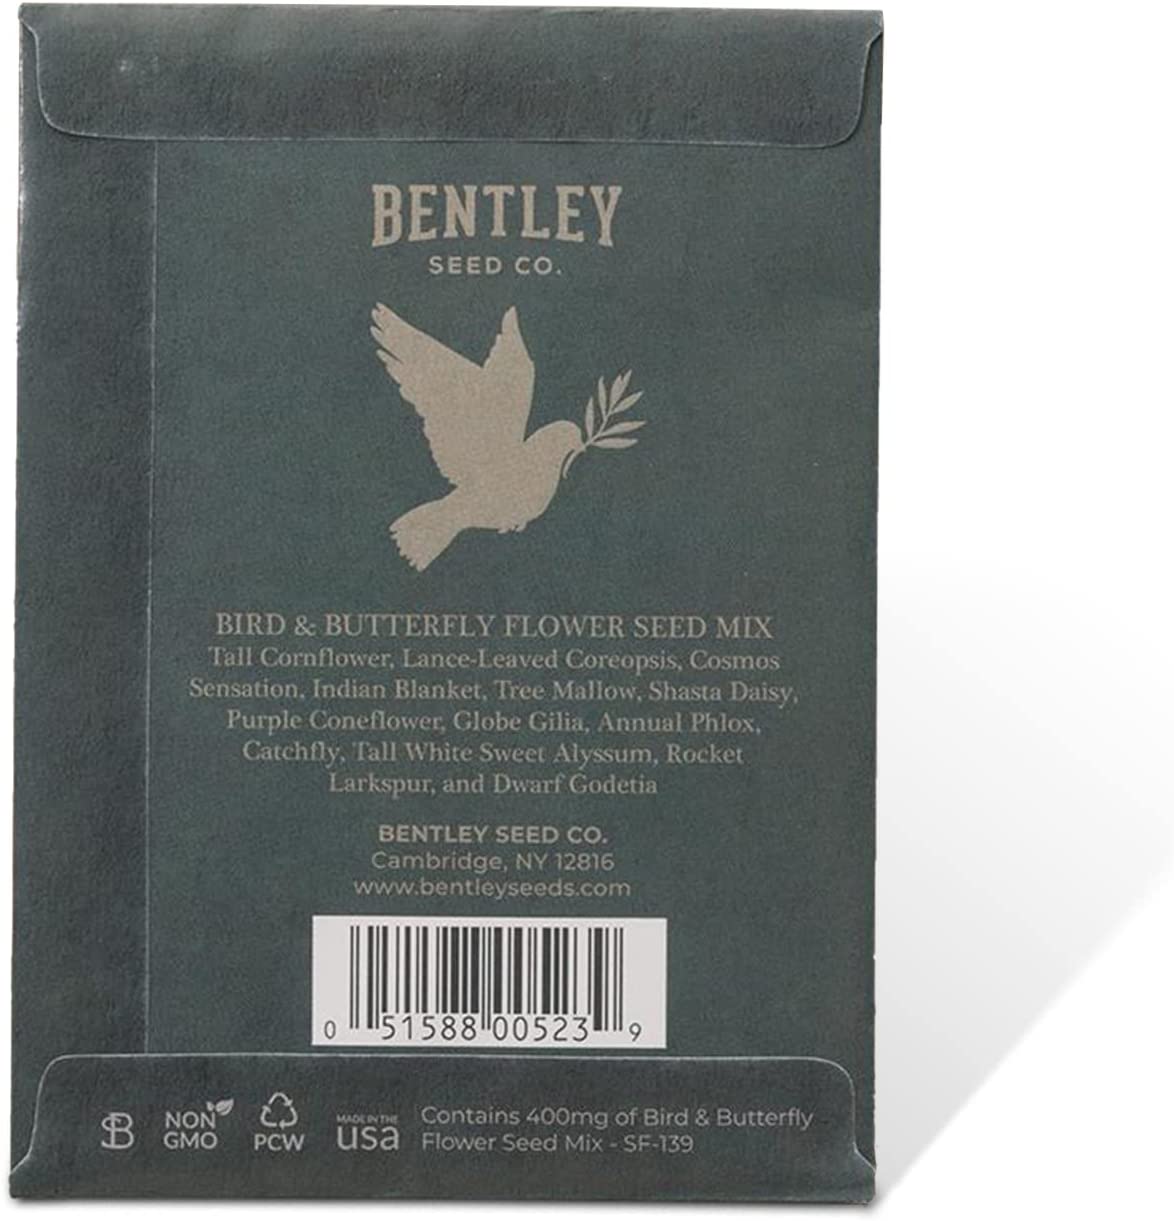 BENTLEY
SEED CO.
BIRD & BUTTERFLY FLOWER SEED MIX
Tall Cornflower, Lance-Leaved Coreopsis, Cosmos
Sensation, Indian Blanket, Tree Mallow, Shasta Daisy,
Purple Coneflower, Globe Gilia, Annual Phlox,
Catchfly, Tall White Sweet Alyssum, Rocket
Larkspur, and Dwarf Godetia
BENTLEY SEED CO.
Cambridge, NY 12816
www.bentleyseeds.com
0 51588 00523 9
B
NON
GMO
PCW
MADE IN THE
usa
Contains 400mg of Bird & Butterfly
Flower Seed Mix - SF-139